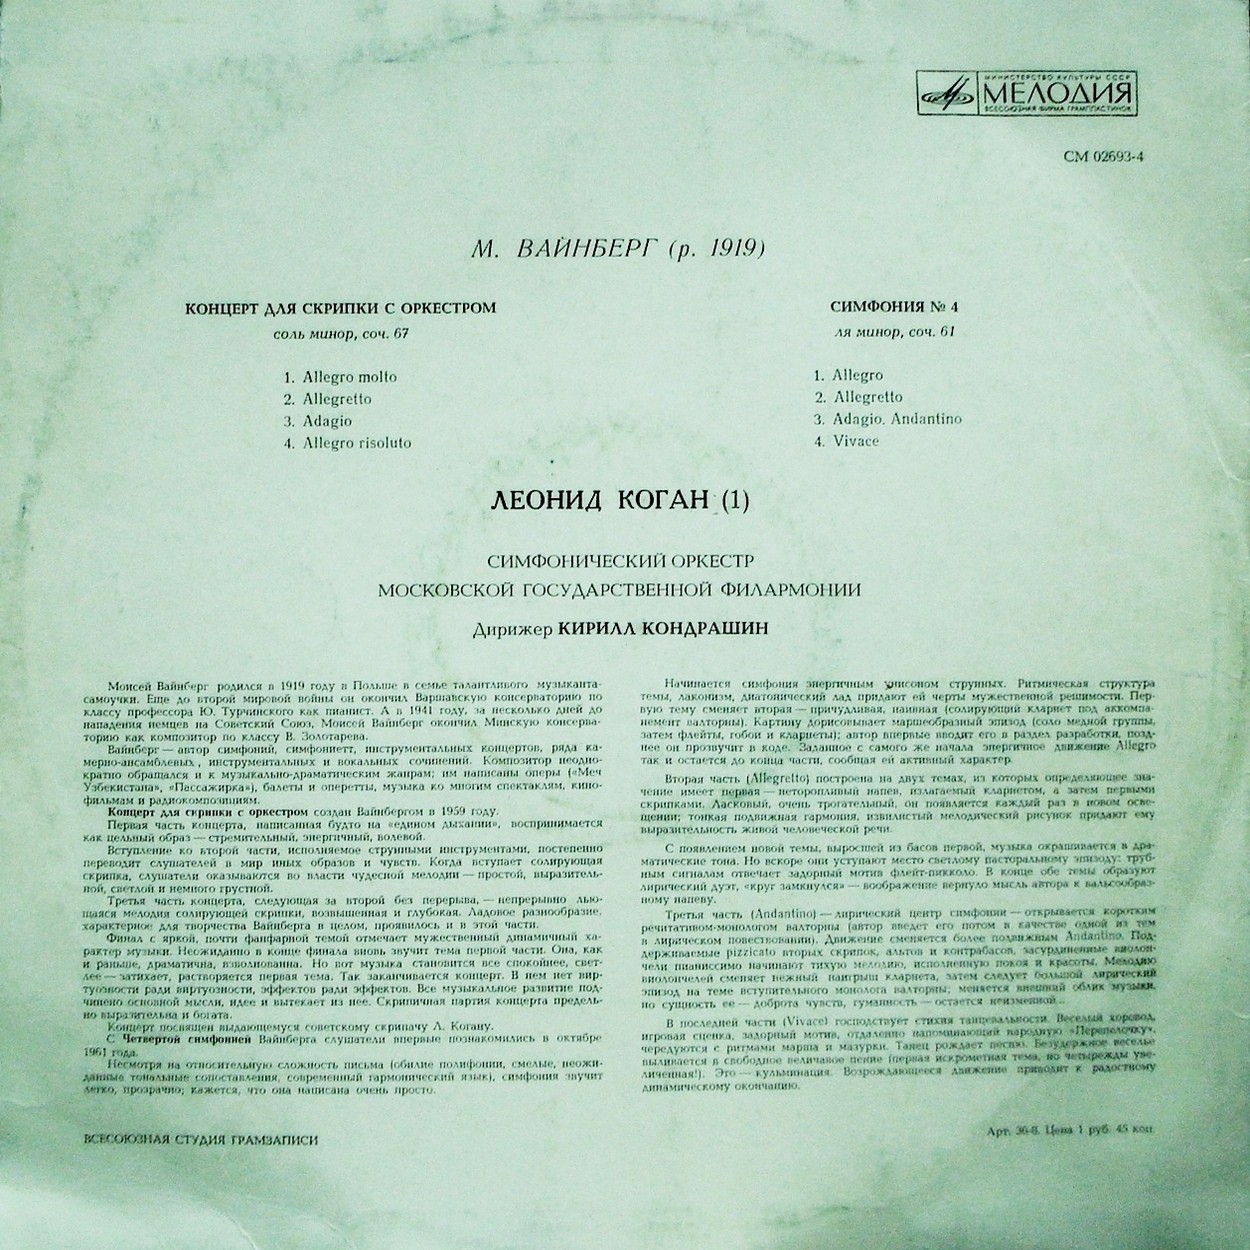 МИНИСТЕРСТВО КУЛЬТУРЫ СССР
МЕЛОДИЯ
ВСЕСОЮЗНАЯ ФИРМА ГРАМПЛАСТИНОК
СМ 02693-4
М. ВАЙНБЕРГ (р. 1919)
КОНЦЕРТ ДЛЯ СКРИПКИ С ОРКЕСТРОМ
соль минор, соч. 67
1. Allegro molto
2. Allegretto
3. Adagio
4. Allegro risoluto
СИМФОНИЯ № 4
ля минор, соч. 61
1. Allegro
2. Allegretto
3. Adagio. Andantino
4. Vivace
ЛЕОНИД КОГАН (1)
СИМФОНИЧЕСКИЙ ОРКЕСТР
МОСКОВСКОЙ ГОСУДАРСТВЕННОЙ ФИЛАРМОНИИ
Дирижер КИРИЛЛ КОНДРАШИН
Моисей Вайнберг родился в 1919 году в Польше в семье талантливого музыканта-
самоучки. Еще до второй мировой войны он окончил Варшавскую консерваторию по
классу профессора Ю. Турчинского как пианист. А в 1941 году, за несколько дней до
нападения немцев на Советский Союз, Моисей Вайнберг окончил Минскую консерва-
торию как композитор по классу В. Золотарева.
Вайнберг — автор симфоний, симфониетт, инструментальных концертов, ряда ка-
мерно-ансамблевых, инструментальных и вокальных сочинений. Композитор неодно-
кратно обращался и к музыкально-драматическим жанрам; им написаны оперы («Меч
Узбекистана», «Пассажирка»), балеты и оперетты, музыка ко многим спектаклям, кино-
фильмам и радиокомпозициям.
Концерт для скрипки с оркестром создан Вайнбергом в 1959 году.
Первая часть концерта, написанная будто на «едином дыхании», воспринимается
как цельный образ — стремительный, энергичный, волевой.
Вступление ко второй части, исполняемое струнными инструментами, постепенно
переводит слушателей в мир иных образов и чувств. Когда вступает солирующая
скрипка, слушатели оказываются во власти чудесной мелодии — простой, выразитель-
ной, светлой и немного грустной.
Третья часть концерта, следующая за второй без перерыва, — непрерывно лью-
щаяся мелодия солирующей скрипки, возвышенная и глубокая. Ладовое разнообразие,
характерное для творчества Вайнберга в целом, проявилось и в этой части.
Финал с яркой, почти фанфарной темой отмечает мужественный динамичный ха-
рактер музыки. Неожиданно в конце финала вновь звучит тема первой части. Она, как
и раньше, драматична, взволнованна. Но вот музыка становится все спокойнее, свет-
лее — затихает, растворяется первая тема. Так заканчивается концерт. В нем нет вир-
туозности ради виртуозности, эффектов ради эффектов. Все музыкальное развитие под-
чинено основной мысли, идее и вытекает из нее. Скрипичная партия концерта предель-
но выразительна и богата.
Концерт посвящен выдающемуся советскому скрипачу Л. Когану.
С Четвертой симфонией Вайнберга слушатели впервые познакомились в октябре
1961 года.
Несмотря на относительную сложность письма (обилие полифонии, смелые, неожи-
данные тональные сопоставления, современный гармонический язык), симфония звучит
легко, прозрачно; кажется, что она написана очень просто.
Начинается симфония энергичным унисоном струнных. Ритмическая структура
темы, лаконизм, диатонический лад придают ей черты мужественной решимости. Пер-
вую тему сменяет вторая — причудливая, наивная (солирующий кларнет под аккомпа-
немент валторны). Картину дорисовывает маршеобразный эпизод (соло медной группы,
затем флейты, гобои и кларнеты); автор впервые вводит его в раздел разработки, позд-
нее он прозвучит в коде. Заданное с самого же начала энергичное движение Allegro
так и остается до конца части, сообщая ей активный характер.
Вторая часть (Allegretto) построена на двух темах, из которых определяющее зна-
чение имеет первая — неторопливый напев, излагаемый кларнетом, а затем первыми
скрипками. Ласковый, очень трогательный, он появляется каждый раз в новом осве-
щении; тонкая подвижная гармония, извилистый мелодический рисунок придают ему
выразительность живой человеческой речи.
С появлением новой темы, выросшей из басов первой, музыка окрашивается в дра-
матические тона. Но вскоре они уступают место светлому пасторальному эпизоду: труб-
ным сигналам отвечает задорный мотив флейт-пикколо. В конце обе темы образуют
лирический дуэт, «круг замкнулся» — воображение вернуло мысль автора к вальсообраз-
ному напеву.
Третья часть (Andantino) — лирический центр симфонии — открывается коротким
речитативом-монологом валторны (автор введет его потом в качестве одной из тем
в лирическом повествовании). Движение сменяется более подвижным Andantino. Под-
держиваемые pizzicato вторых скрипок, альтов и контрабасов, засурдиненные виолон-
чели пианиссимо начинают тихую мелодию, исполненную покоя и красоты. Мелодию
виолончелей сменяет нежный наигрыш кларнета, затем следует большой лирический
эпизод на теме вступительного монолога валторны; меняется внешний облик музыки,
но сущность ее — доброта чувств, гуманность — остается неизменной...
В последней части (Vivace) господствует стихия танцевальности. Веселый хоровод,
игровая сценка, задорный мотив, отдаленно напоминающий народную «Перепелочку»,
чередуются с ритмами марша и мазурки. Танец рождает песню. Безудержное веселье
выливается в свободное величавое пение (первая искрометная тема, но четырежды уве-
личенная!). Это — кульминация. Возрождающееся движение приводит к радостному
динамическому окончанию.
ВСЕСОЮЗНАЯ СТУДИЯ ГРАМЗАПИСИ
Арт. 36-8. Цена 1 руб. 45 коп.